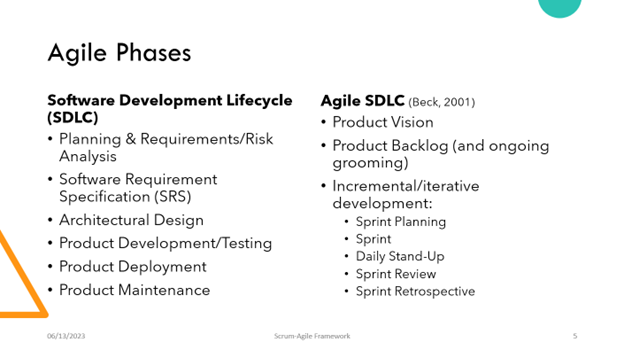 Agile Phases
Software Development Lifecycle
(SDLC)
• Planning & Requirements/Risk
Analysis
• Software Requirement
Specification (SRS)
• Architectural Design
• Product Development/Testing
• Product Deployment
• Product Maintenance
Agile SDLC (Beck, 2001)
• Product Vision
• Product Backlog (and ongoing
grooming)
• Incremental/iterative
development:
• Sprint Planning
• Sprint
• Daily Stand-Up
• Sprint Review
• Sprint Retrospective
06/13/2023
Scrum-Agile Framework
5